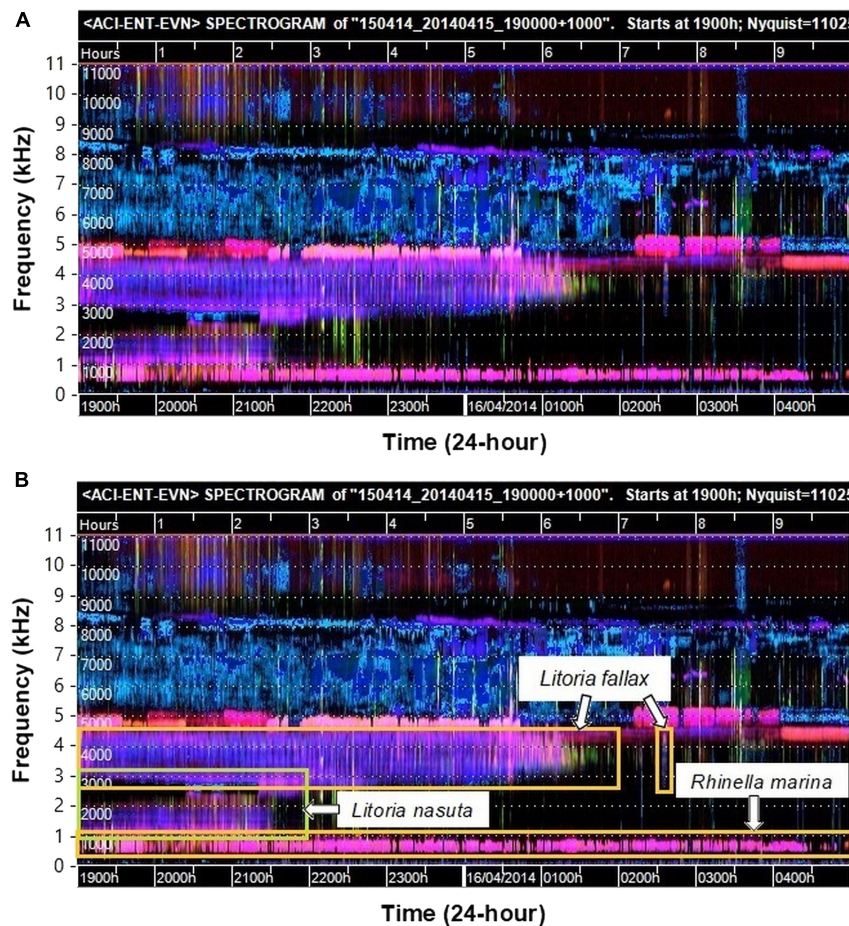 A
<ACI-ENT-EVN> SPECTROGRAM of "150414_20140415_190000+1000". Starts at 1900h; Nyquist=11025
Hours 1 2 3 4 5 6 7 8 9
11 11000
10 10000
9 9000
8 8000
7 7000
6 6000
5 5000
4 4000
3 3000
2 2000
1 1000
0
Frequency (kHz)
1900h 2000h 2100h 2200h 2300h 16/04/2014 0100h 0200h 0300h 0400h
Time (24-hour)
B
<ACI-ENT-EVN> SPECTROGRAM of "150414_20140415_190000+1000". Starts at 1900h; Nyquist=11025
Hours 1 2 3 4 5 6 7 8 9
11 11000
10 10000
9 9000
8 8000
7 7000
6 6000
5 5000
4 4000
3 3000
2 2000
1 1000
0
Frequency (kHz)
Litoria fallax
Rhinella marina
Litoria nasuta
1900h 2000h 2100h 2200h 2300h 16/04/2014 0100h 0200h 0300h 0400h
Time (24-hour)